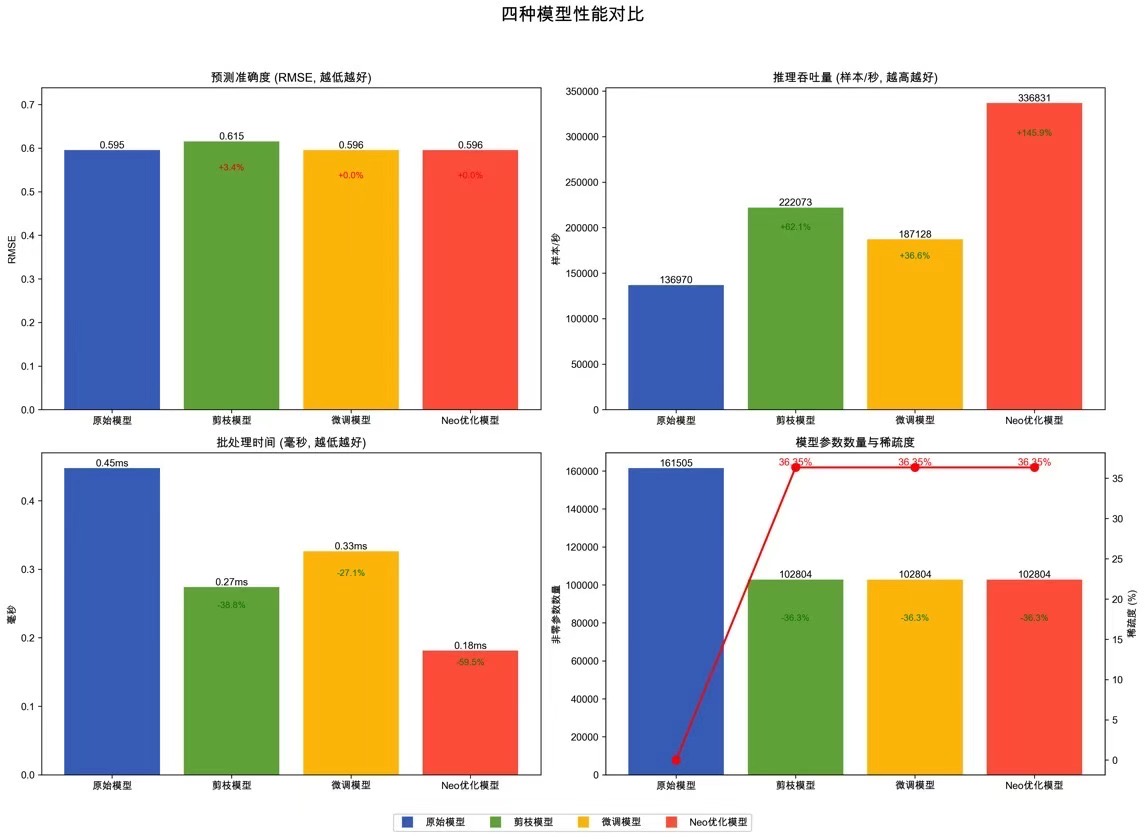 四种模型性能对比
预测准确度 (RMSE, 越低越好)
0.7
0.6
0.5
0.4
0.3
0.2
0.1
0.0
RMSE
0.595
0.615
0.596
0.596
+3.4%
+0.0%
+0.0%
原始模型
剪枝模型
微调模型
Neo优化模型
推理吞吐量 (样本/秒, 越高越好)
350000
300000
250000
200000
150000
100000
50000
0
样本/秒
136970
222073
187128
336831
+62.1%
+36.6%
+145.9%
原始模型
剪枝模型
微调模型
Neo优化模型
批处理时间 (毫秒, 越低越好)
0.4
0.3
0.2
0.1
0.0
毫秒
0.45ms
0.27ms
0.33ms
0.18ms
-38.8%
-27.1%
-59.5%
原始模型
剪枝模型
微调模型
Neo优化模型
模型参数数量与稀疏度
160000
140000
120000
100000
80000
60000
40000
20000
0
非零参数数量
161505
36.35%
36.35%
36.35%
102804
102804
102804
-36.3%
-36.3%
-36.3%
35
30
25
20
15
10
5
0
稀疏度 (%)
原始模型
剪枝模型
微调模型
Neo优化模型
原始模型
剪枝模型
微调模型
Neo优化模型